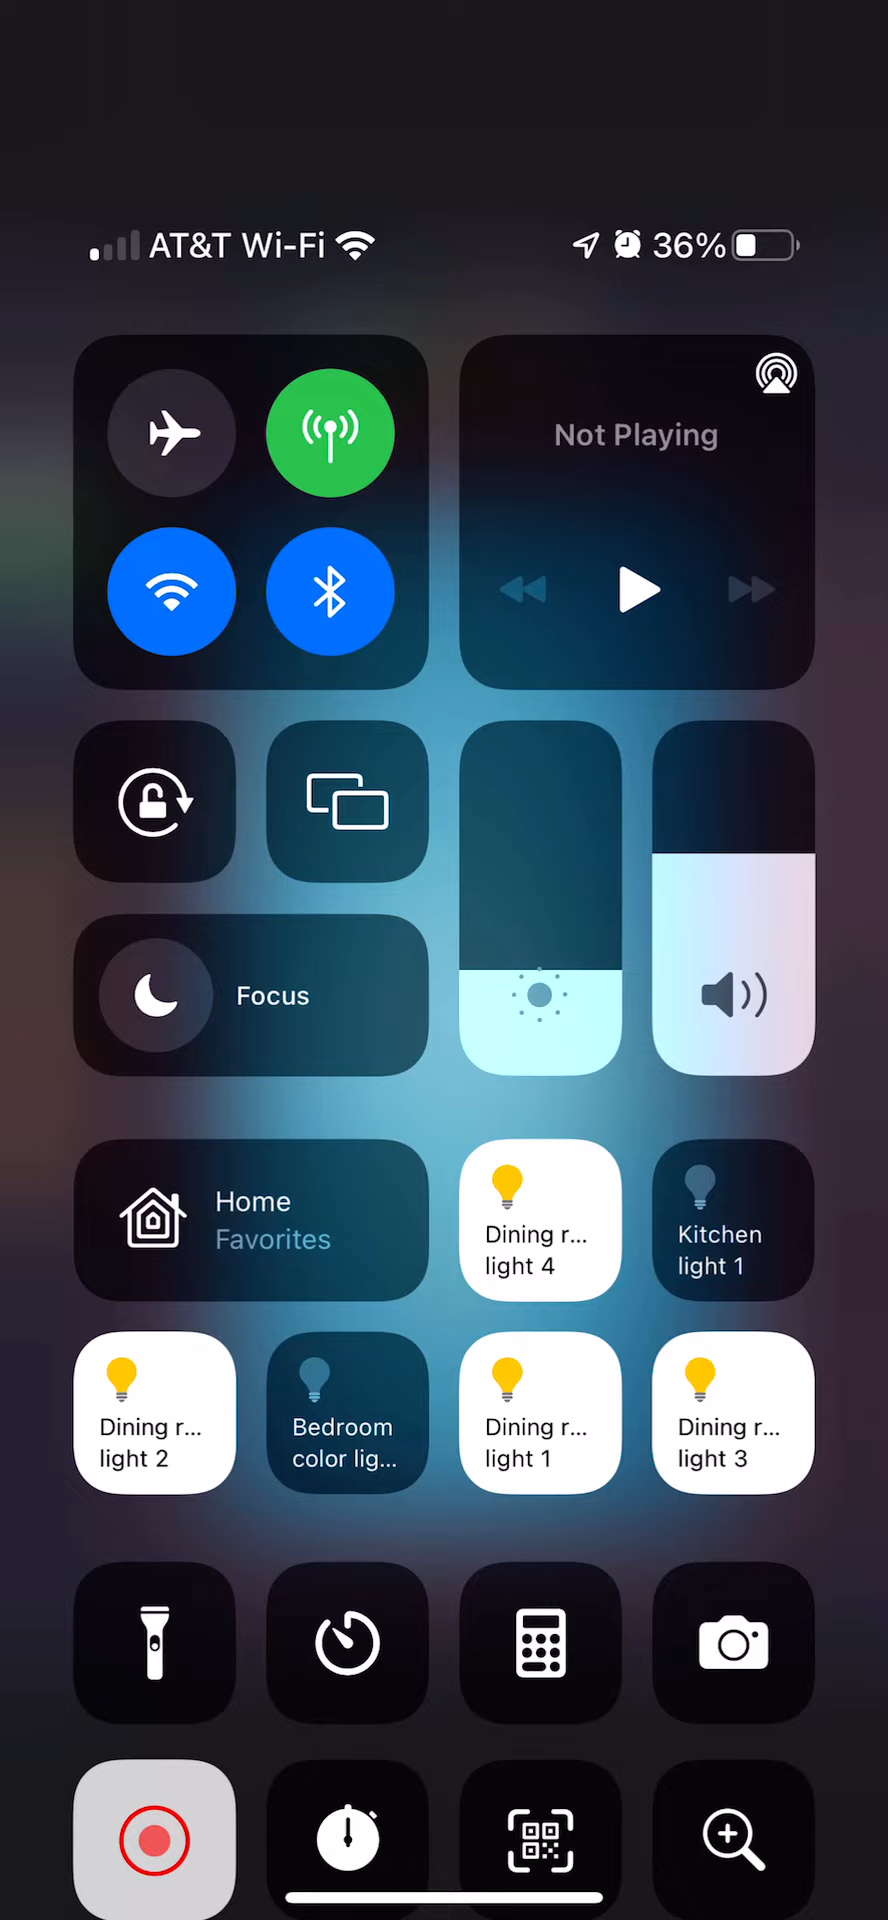 AT&T Wi-Fi 36%
Not Playing
Focus
Home
Favorites
Dining r...
light 4
Kitchen
light 1
Dining r...
light 2
Bedroom
color lig...
Dining r...
light 1
Dining r...
light 3